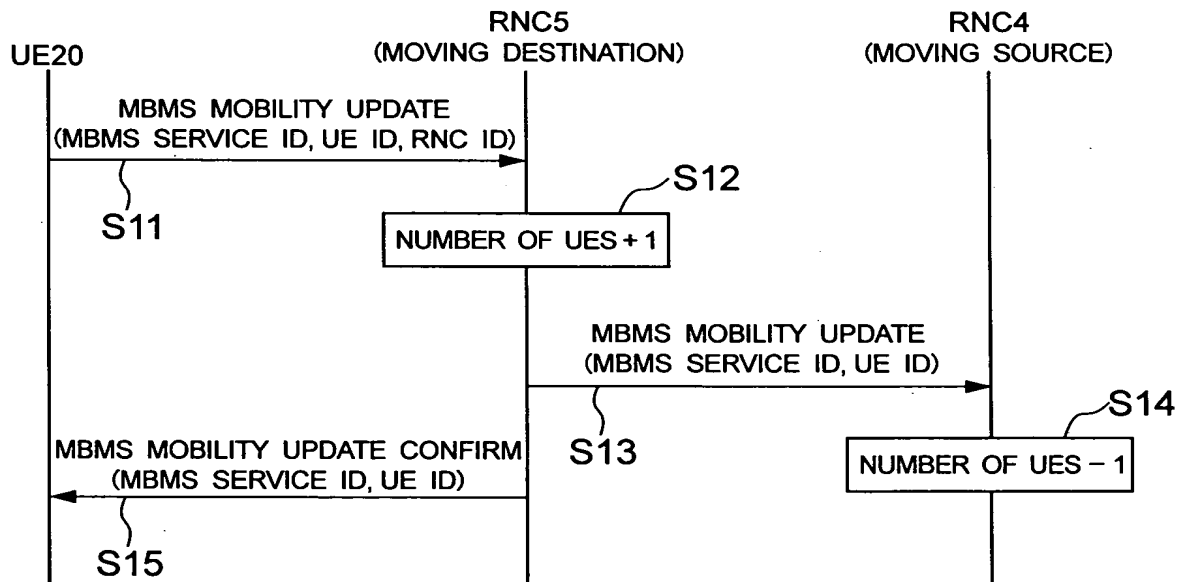 UE20
RNC5
(MOVING DESTINATION)
RNC4
(MOVING SOURCE)
MBMS MOBILITY UPDATE
(MBMS SERVICE ID, UE ID, RNC ID)
S11
S12
NUMBER OF UES + 1
MBMS MOBILITY UPDATE
(MBMS SERVICE ID, UE ID)
S13
S14
NUMBER OF UES − 1
MBMS MOBILITY UPDATE CONFIRM
(MBMS SERVICE ID, UE ID)
S15